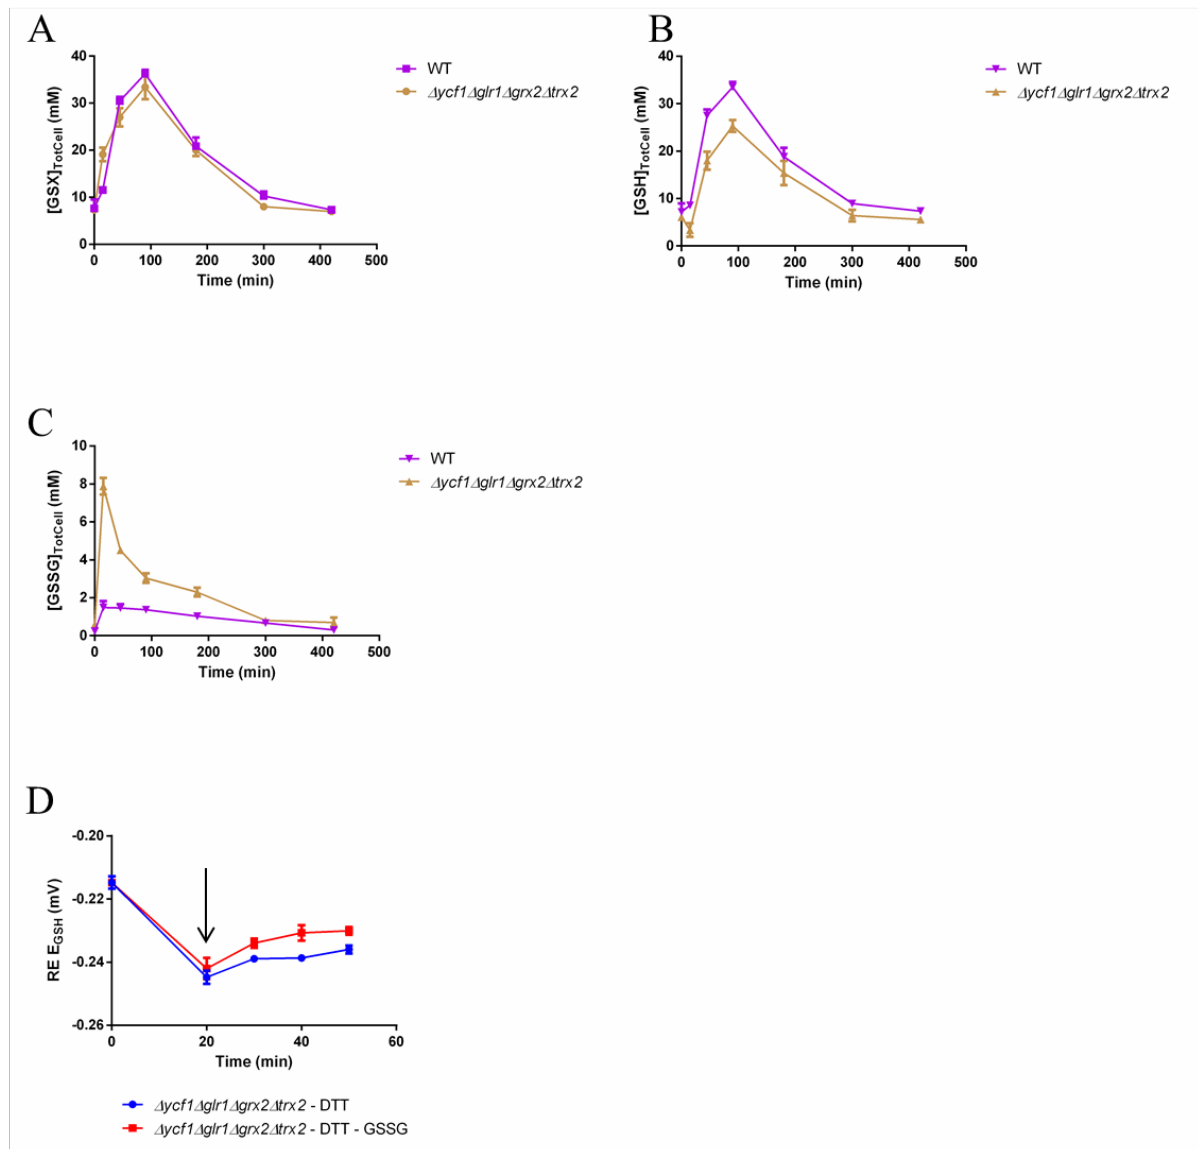 A
[GSX]TotCell (mM)
40
30
20
10
0
0 100 200 300 400 500
Time (min)
WT
Δycf1Δglr1Δgrx2Δtrx2
B
[GSH]TotCell (mM)
40
30
20
10
0
0 100 200 300 400 500
Time (min)
WT
Δycf1Δglr1Δgrx2Δtrx2
C
[GSSG]TotCell (mM)
10
8
6
4
2
0
0 100 200 300 400 500
Time (min)
WT
Δycf1Δglr1Δgrx2Δtrx2
D
RE EGSH (mV)
-0.20
-0.22
-0.24
-0.26
0 20 40 60
Time (min)
Δycf1Δglr1Δgrx2Δtrx2 - DTT
Δycf1Δglr1Δgrx2Δtrx2 - DTT - GSSG